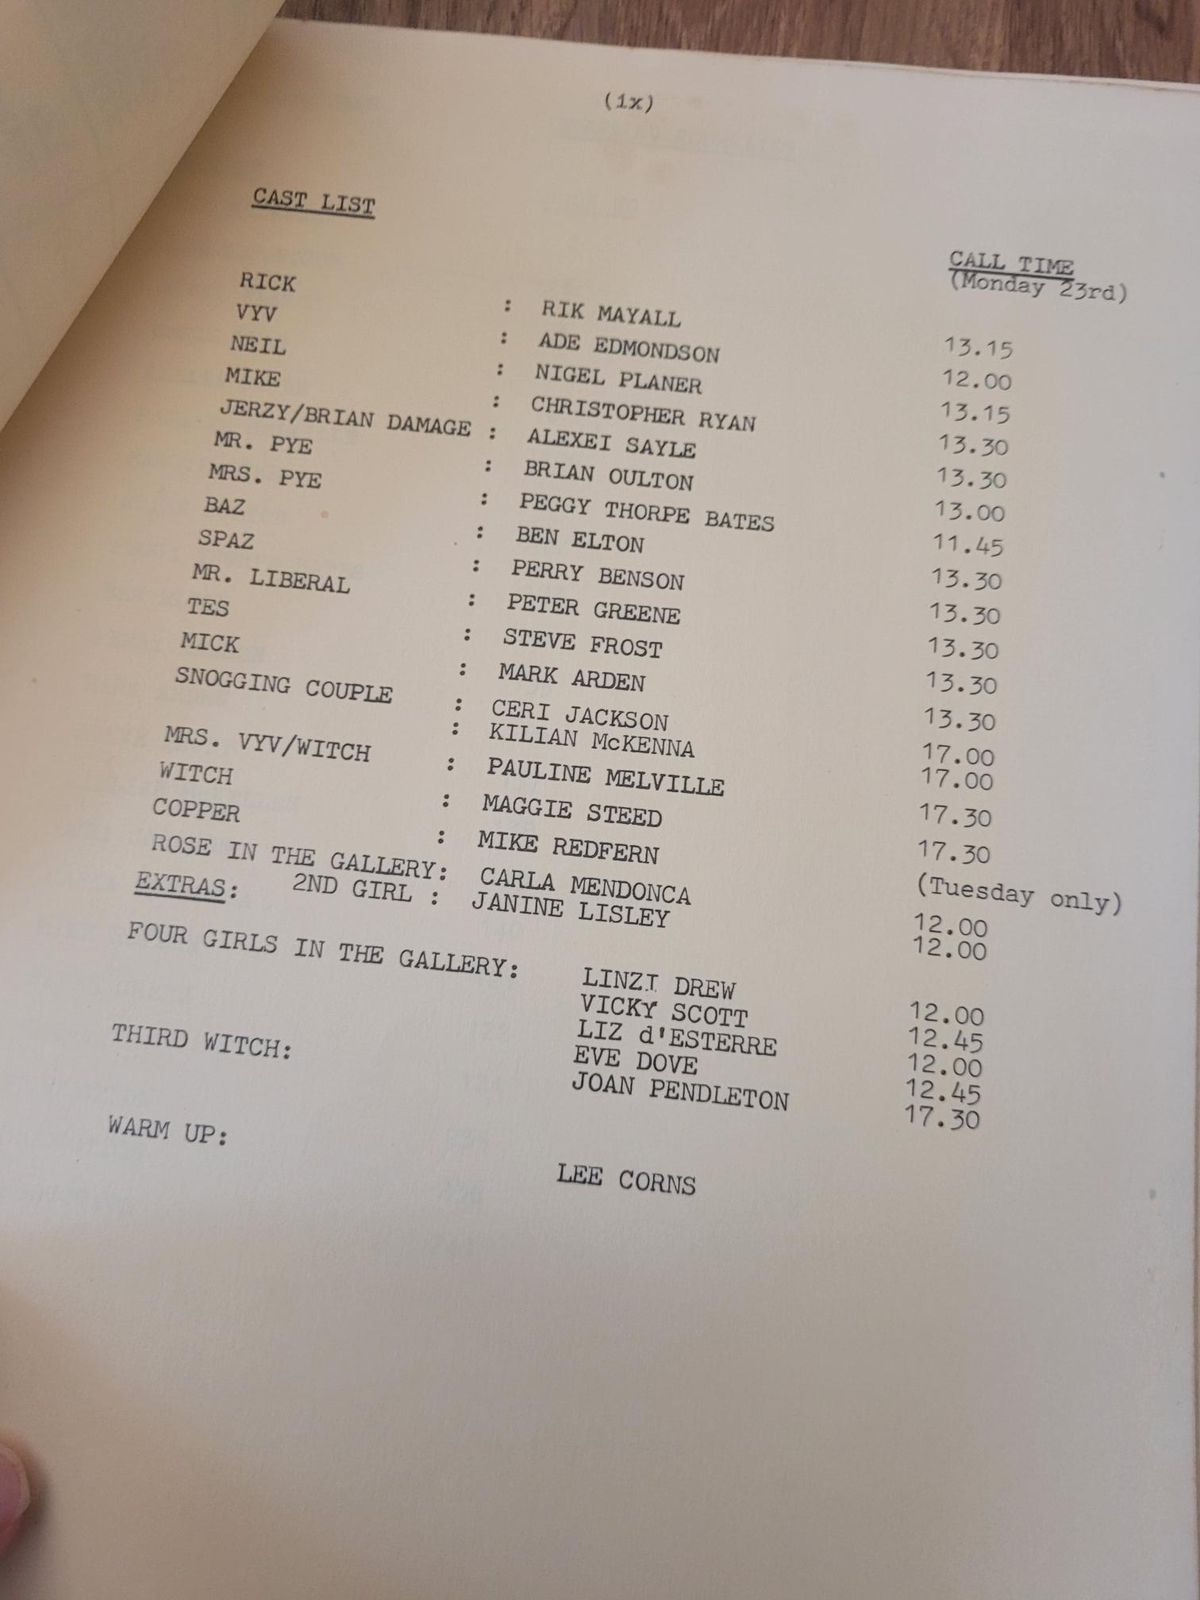 (ix)
CAST LIST
CALL TIME
(Monday 23rd)
RICK : RIK MAYALL 13.15
VYV : ADE EDMONDSON 12.00
NEIL : NIGEL PLANER 13.15
MIKE : CHRISTOPHER RYAN 13.30
JERZY/BRIAN DAMAGE : ALEXEI SAYLE 13.30
MR. PYE : BRIAN OULTON 13.00
MRS. PYE : PEGGY THORPE BATES 11.45
BAZ : BEN ELTON 13.30
SPAZ : PERRY BENSON 13.30
MR. LIBERAL : PETER GREENE 13.30
TES : STEVE FROST 13.30
MICK : MARK ARDEN 13.30
SNOGGING COUPLE : CERI JACKSON 17.00
: KILIAN McKENNA 17.00
MRS. VYV/WITCH : PAULINE MELVILLE 17.30
WITCH : MAGGIE STEED 17.30
COPPER : MIKE REDFERN (Tuesday only)
ROSE IN THE GALLERY: CARLA MENDONCA 12.00
EXTRAS: 2ND GIRL : JANINE LISLEY 12.00
FOUR GIRLS IN THE GALLERY: LINZI DREW 12.00
VICKY SCOTT 12.45
LIZ d'ESTERRE 12.00
EVE DOVE 12.45
THIRD WITCH: JOAN PENDLETON 17.30
WARM UP: LEE CORNS